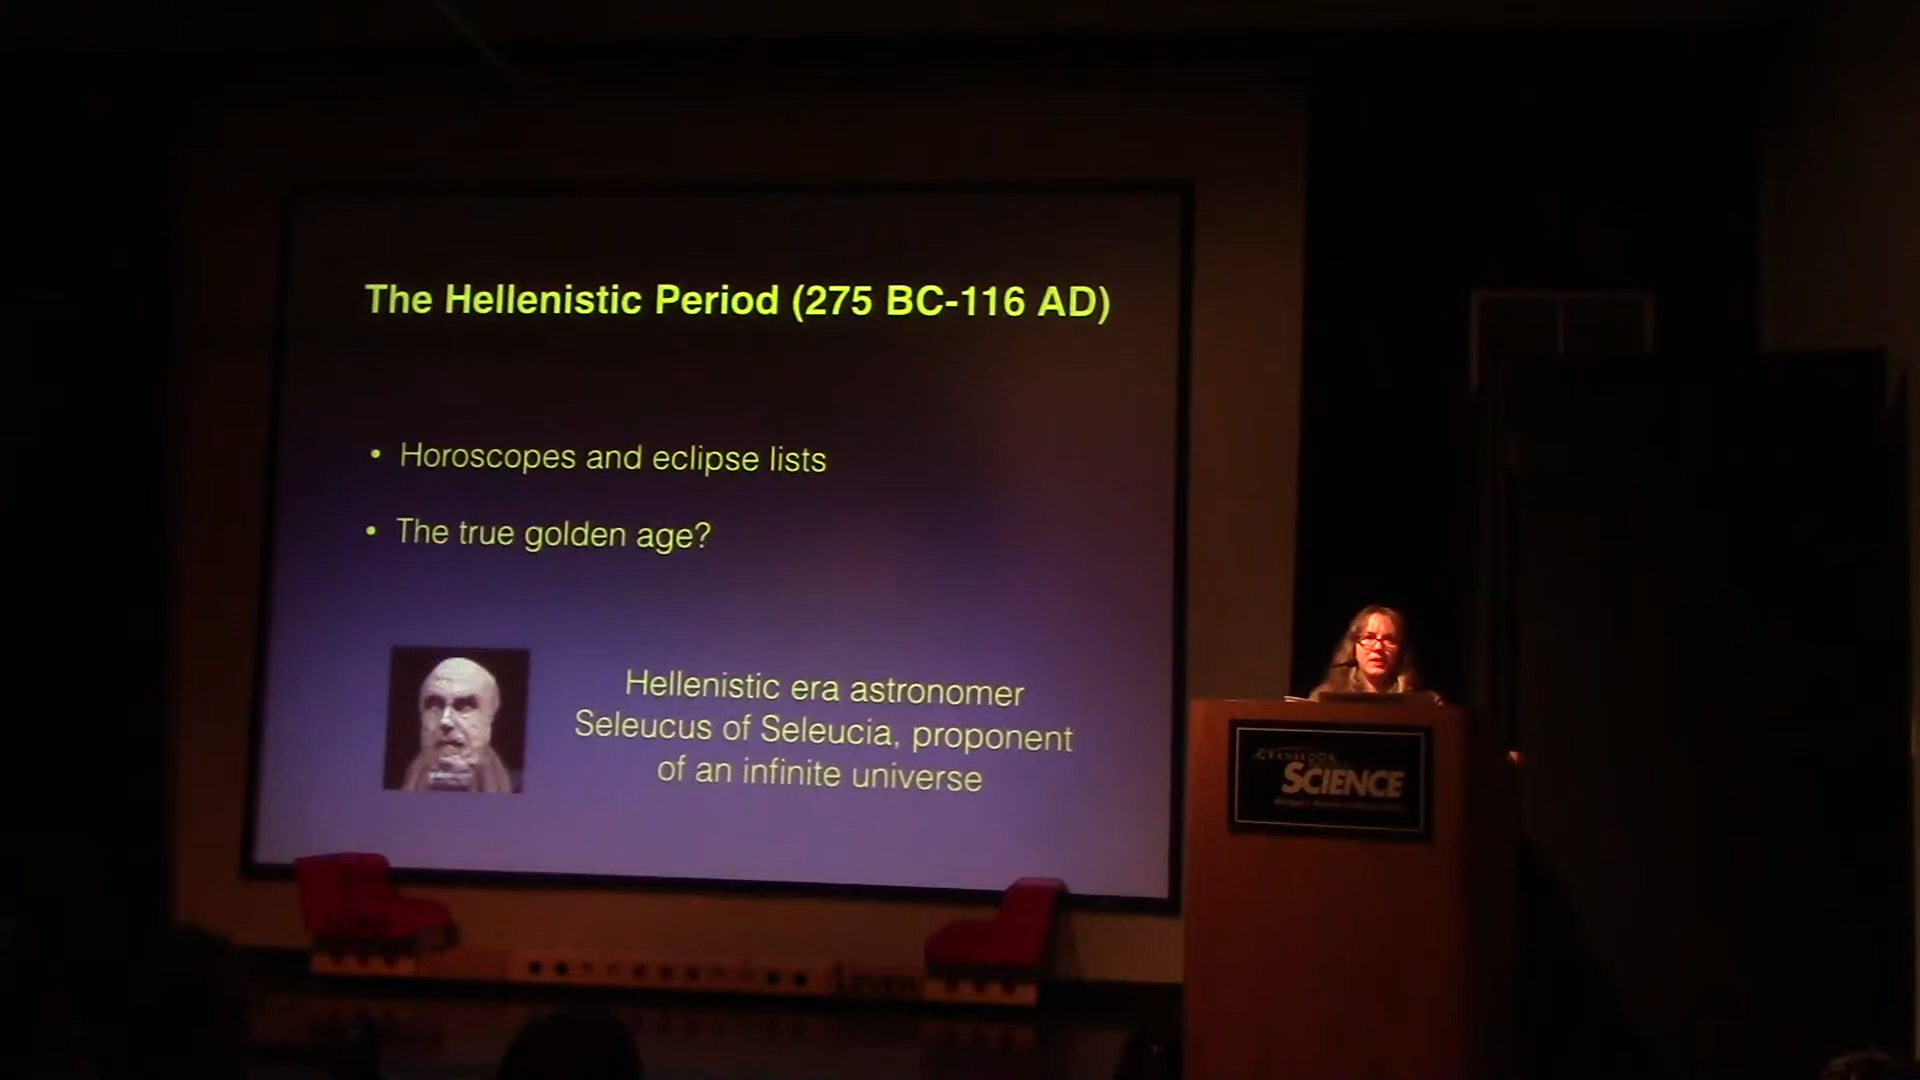 The Hellenistic Period (275 BC-116 AD)
• Horoscopes and eclipse lists
• The true golden age?
Hellenistic era astronomer
Seleucus of Seleucia, proponent
of an infinite universe
CRANBROOK
SCIENCE